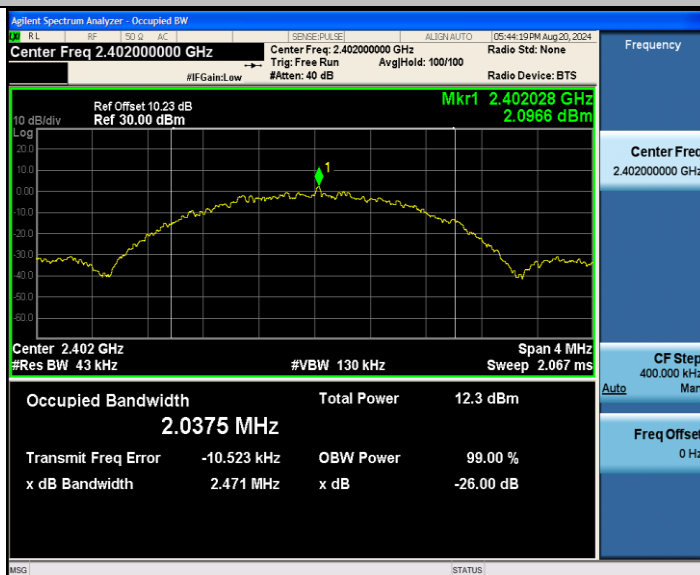 Agilent Spectrum Analyzer - Occupied BW
RL RF 50 Ω AC SENSE:PULSE ALIGN AUTO 05:44:19 PM Aug 20, 2024
Center Freq 2.402000000 GHz
Center Freq: 2.402000000 GHz
Radio Std: None
Trig: Free Run Avg|Hold: 100/100
#IFGain:Low
#Atten: 40 dB
Radio Device: BTS
Mkr1 2.402028 GHz
2.0966 dBm
Ref Offset 10.23 dB
10 dB/div Ref 30.00 dBm
Log
20.0
10.0
0.00
-10.0
-20.0
-30.0
-40.0
-50.0
-60.0
1
Center 2.402 GHz Span 4 MHz
#Res BW 43 kHz #VBW 130 kHz Sweep 2.067 ms
Occupied Bandwidth Total Power 12.3 dBm
2.0375 MHz
Transmit Freq Error -10.523 kHz OBW Power 99.00 %
x dB Bandwidth 2.471 MHz x dB -26.00 dB
MSG STATUS
Frequency
Center Freq
2.402000000 GHz
CF Step
400.000 kHz
Auto Man
Freq Offset
0 Hz